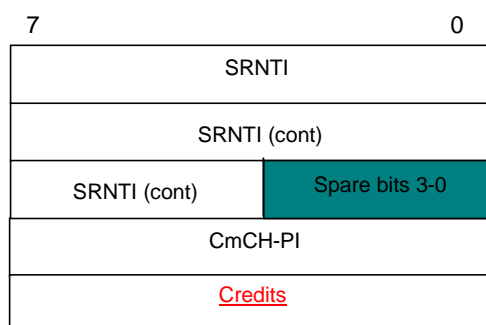 7 0
SRNTI
SRNTI (cont)
SRNTI (cont) Spare bits 3-0
CmCH-PI
Credits